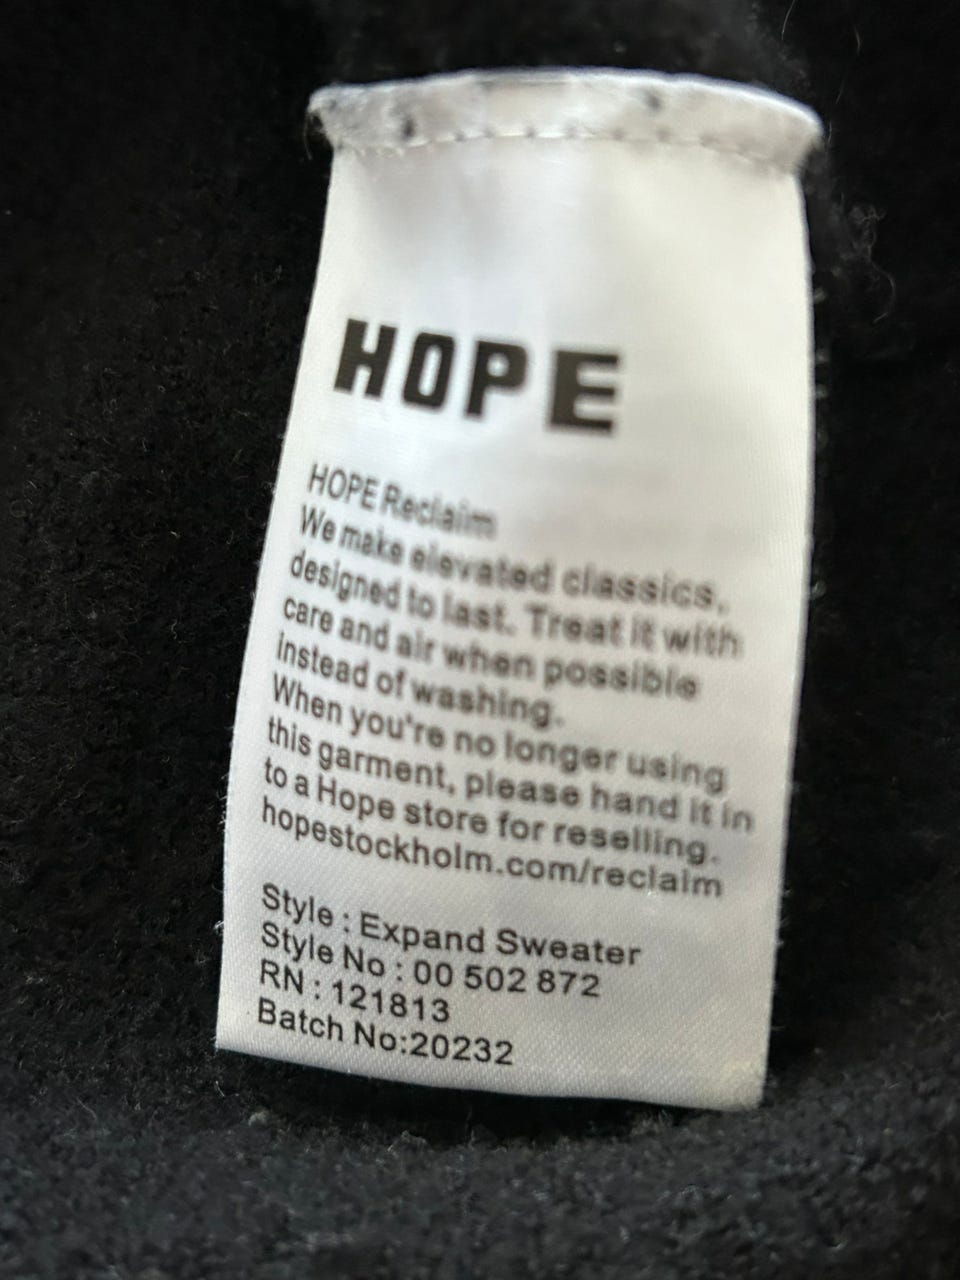 HOPE
HOPE Reclaim
We make elevated classics,
designed to last. Treat it with
care and air when possible
instead of washing.
When you're no longer using
this garment, please hand it in
to a Hope store for reselling.
hopestockholm.com/reclaim
Style : Expand Sweater
Style No : 00 502 872
RN : 121813
Batch No:20232